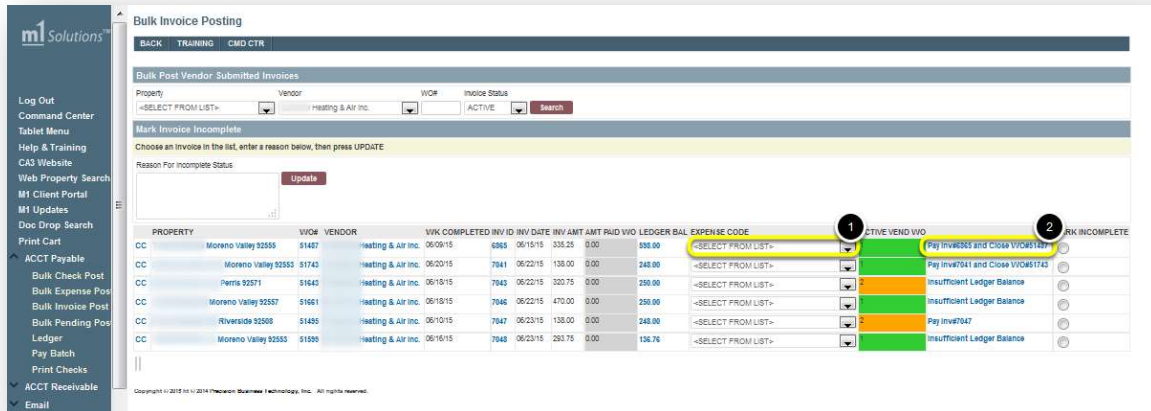 m1 Solutions™
Log Out
Command Center
Tablet Menu
Help & Training
CA3 Website
Web Property Search
M1 Client Portal
M1 Updates
Doc Drop Search
Print Cart
ACCT Payable
Bulk Check Post
Bulk Expense Pos
Bulk Invoice Post
Bulk Pending Pos
Ledger
Pay Batch
Print Checks
ACCT Receivable
Email
Bulk Invoice Posting
BACK TRAINING CMD CTR
Bulk Post Vendor Submitted Invoices
Property Vendor WO# Invoice Status
<SELECT FROM LIST> Heating & Air Inc. ACTIVE Search
Mark Invoice Incomplete
Choose an Invoice in the list, enter a reason below, then press UPDATE
Reason For Incomplete Status
Update
1 2
PROPERTY WO# VENDOR WK COMPLETED INV ID INV DATE INV AMT AMT PAID W/O LEDGER BAL EXPENSE CODE CTIVE VEND W/O RK INCOMPLETE
CC Moreno Valley 92555 51487 Heating & Air Inc. 06/09/15 6865 06/15/15 335.25 0.00 598.00 <SELECT FROM LIST> Pay Inv#6865 and Close W/O#51487
CC Moreno Valley 92553 51743 Heating & Air Inc. 06/20/15 7041 06/22/15 138.00 0.00 248.00 <SELECT FROM LIST> 1 Pay Inv#7041 and Close W/O#51743
CC Perris 92571 51643 Heating & Air Inc. 06/18/15 7043 06/22/15 320.75 0.00 250.00 <SELECT FROM LIST> 2 Insufficient Ledger Balance
CC Moreno Valley 92557 51661 Heating & Air Inc. 06/18/15 7046 06/22/15 470.00 0.00 250.00 <SELECT FROM LIST> 1 Insufficient Ledger Balance
CC Riverside 92508 51495 Heating & Air Inc. 06/10/15 7047 06/23/15 138.00 0.00 248.00 <SELECT FROM LIST> 2 Pay Inv#7047
CC Moreno Valley 92553 51599 Heating & Air Inc. 06/16/15 7048 06/23/15 293.75 0.00 136.76 <SELECT FROM LIST> 1 Insufficient Ledger Balance
Precision Business Technology, Inc. All rights reserved.